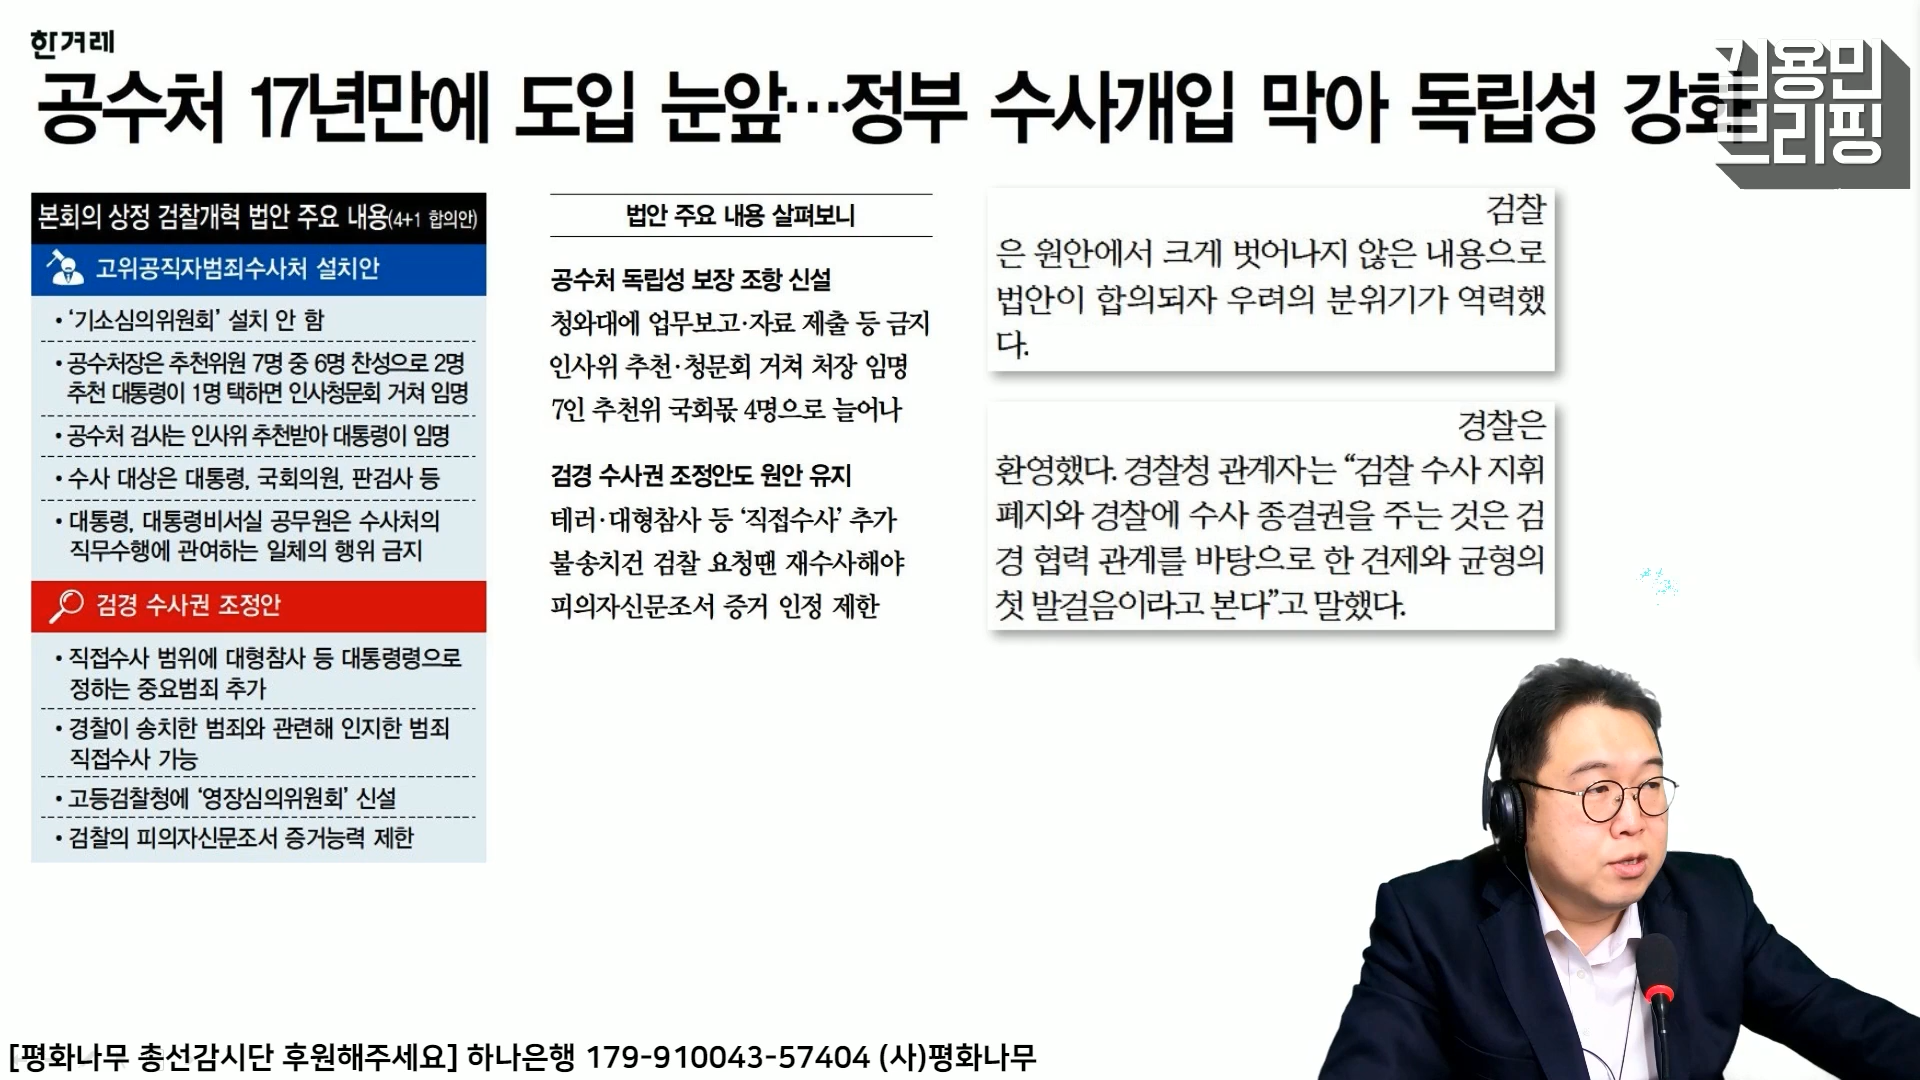 한겨레
공수처 17년만에 도입 눈앞…정부 수사개입 막아 독립성 강화
김용민
브리핑
본회의 상정 검찰개혁 법안 주요 내용(4+1 합의안)
고위공직자범죄수사처 설치안
• ‘기소심의위원회’ 설치 안 함
• 공수처장은 추천위원 7명 중 6명 찬성으로 2명
추천 대통령이 1명 택하면 인사청문회 거쳐 임명
• 공수처 검사는 인사위 추천받아 대통령이 임명
• 수사 대상은 대통령, 국회의원, 판검사 등
• 대통령, 대통령비서실 공무원은 수사처의
직무수행에 관여하는 일체의 행위 금지
검경 수사권 조정안
• 직접수사 범위에 대형참사 등 대통령령으로
정하는 중요범죄 추가
• 경찰이 송치한 범죄와 관련해 인지한 범죄
직접수사 가능
• 고등검찰청에 ‘영장심의위원회’ 신설
• 검찰의 피의자신문조서 증거능력 제한
법안 주요 내용 살펴보니
공수처 독립성 보장 조항 신설
청와대에 업무보고·자료 제출 등 금지
인사위 추천·청문회 거쳐 처장 임명
7인 추천위 국회몫 4명으로 늘어나
검경 수사권 조정안도 원안 유지
테러·대형참사 등 ‘직접수사’ 추가
불송치건 검찰 요청땐 재수사해야
피의자신문조서 증거 인정 제한
검찰
은 원안에서 크게 벗어나지 않은 내용으로
법안이 합의되자 우려의 분위기가 역력했
다.
경찰은
환영했다. 경찰청 관계자는 “검찰 수사 지휘
폐지와 경찰에 수사 종결권을 주는 것은 검
경 협력 관계를 바탕으로 한 견제와 균형의
첫 발걸음이라고 본다”고 말했다.
[평화나무 총선감시단 후원해주세요] 하나은행 179-910043-57404 (사)평화나무